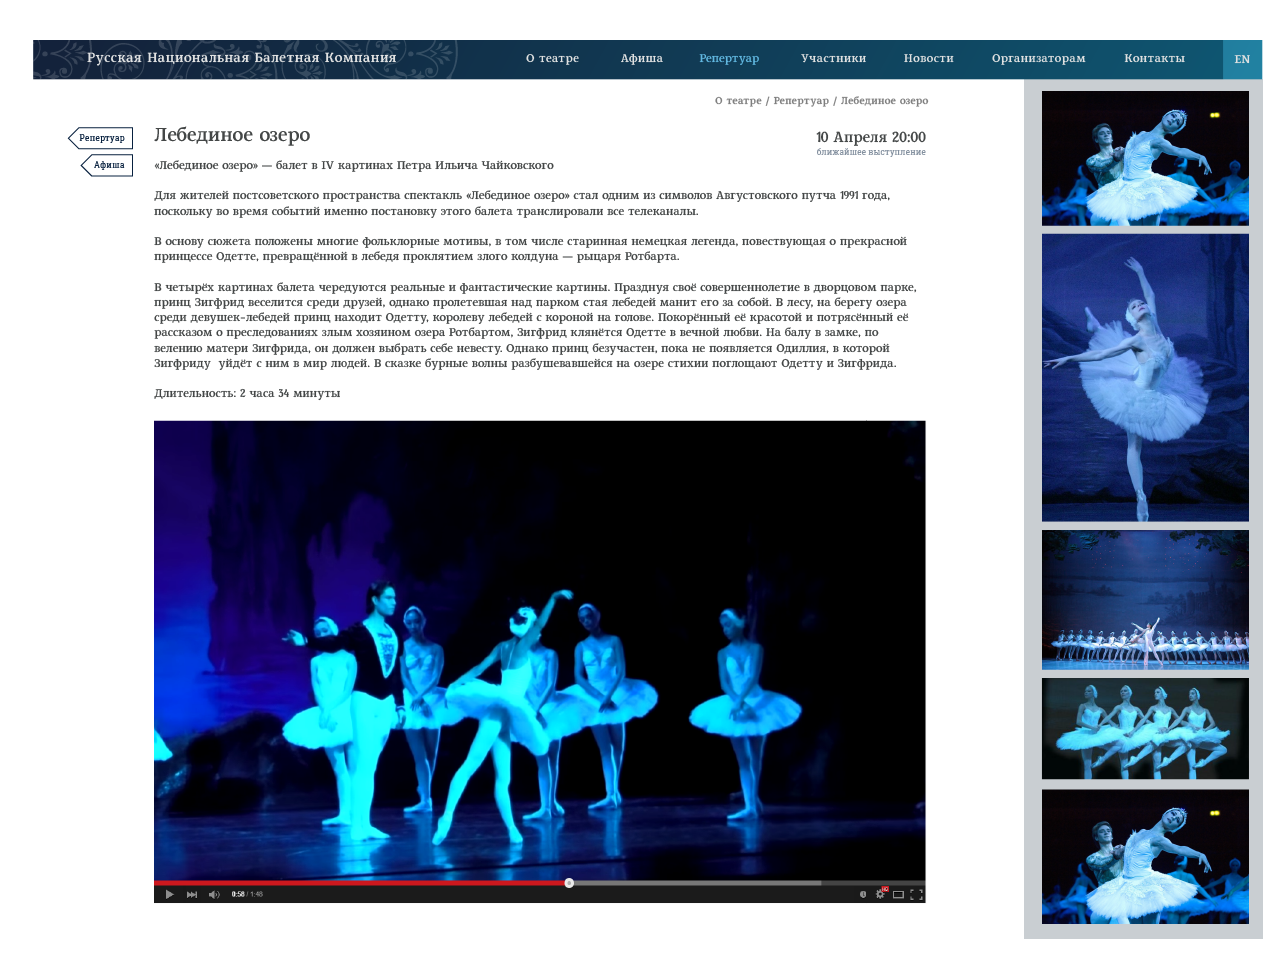 Русская Национальная Балетная Компания
О театре Афиша Репертуар Участники Новости Организаторам Контакты EN
О театре / Репертуар / Лебединое озеро
Репертуар
Афиша
Лебединое озеро
10 Апреля 20:00
ближайшее выступление
«Лебединое озеро» — балет в IV картинах Петра Ильича Чайковского
Для жителей постсоветского пространства спектакль «Лебединое озеро» стал одним из символов Августовского путча 1991 года,
поскольку во время событий именно постановку этого балета транслировали все телеканалы.
В основу сюжета положены многие фольклорные мотивы, в том числе старинная немецкая легенда, повествующая о прекрасной
принцессе Одетте, превращённой в лебедя проклятием злого колдуна — рыцаря Ротбарта.
В четырёх картинах балета чередуются реальные и фантастические картины. Празднуя своё совершеннолетие в дворцовом парке,
принц Зигфрид веселится среди друзей, однако пролетевшая над парком стая лебедей манит его за собой. В лесу, на берегу озера
среди девушек-лебедей принц находит Одетту, королеву лебедей с короной на голове. Покорённый её красотой и потрясённый её
рассказом о преследованиях злым хозяином озера Ротбартом, Зигфрид клянётся Одетте в вечной любви. На балу в замке, по
велению матери Зигфрида, он должен выбрать себе невесту. Однако принц безучастен, пока не появляется Одиллия, в которой
Зигфриду уйдёт с ним в мир людей. В сказке бурные волны разбушевавшейся на озере стихии поглощают Одетту и Зигфрида.
Длительность: 2 часа 34 минуты
0:58 / 1:48
HD